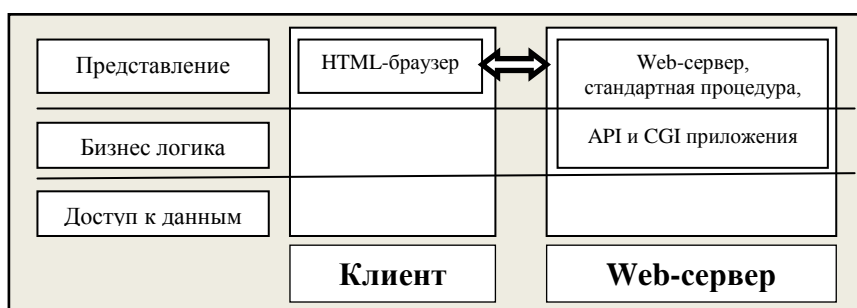 Представление
HTML-браузер
Web-сервер,
стандартная процедура,
Бизнес логика
API и CGI приложения
Доступ к данным
Клиент
Web-сервер